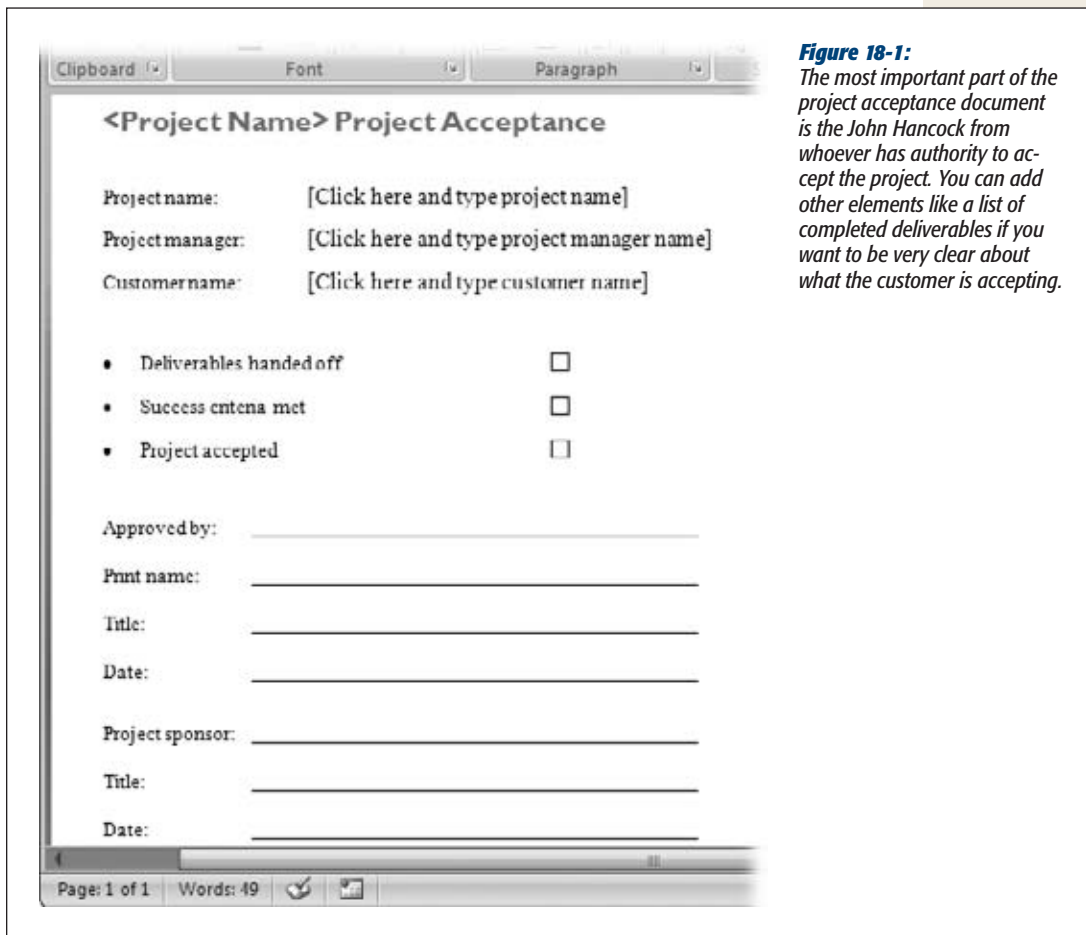 Clipboard
Font
Paragraph
<Project Name> Project Acceptance
Project name: [Click here and type project name]
Project manager: [Click here and type project manager name]
Customer name: [Click here and type customer name]
• Deliverables handed off
• Success criteria met
• Project accepted
Approved by:
Print name:
Title:
Date:
Project sponsor:
Title:
Date:
Page: 1 of 1 Words: 49
Figure 18-1:
The most important part of the
project acceptance document
is the John Hancock from
whoever has authority to ac-
cept the project. You can add
other elements like a list of
completed deliverables if you
want to be very clear about
what the customer is accepting.